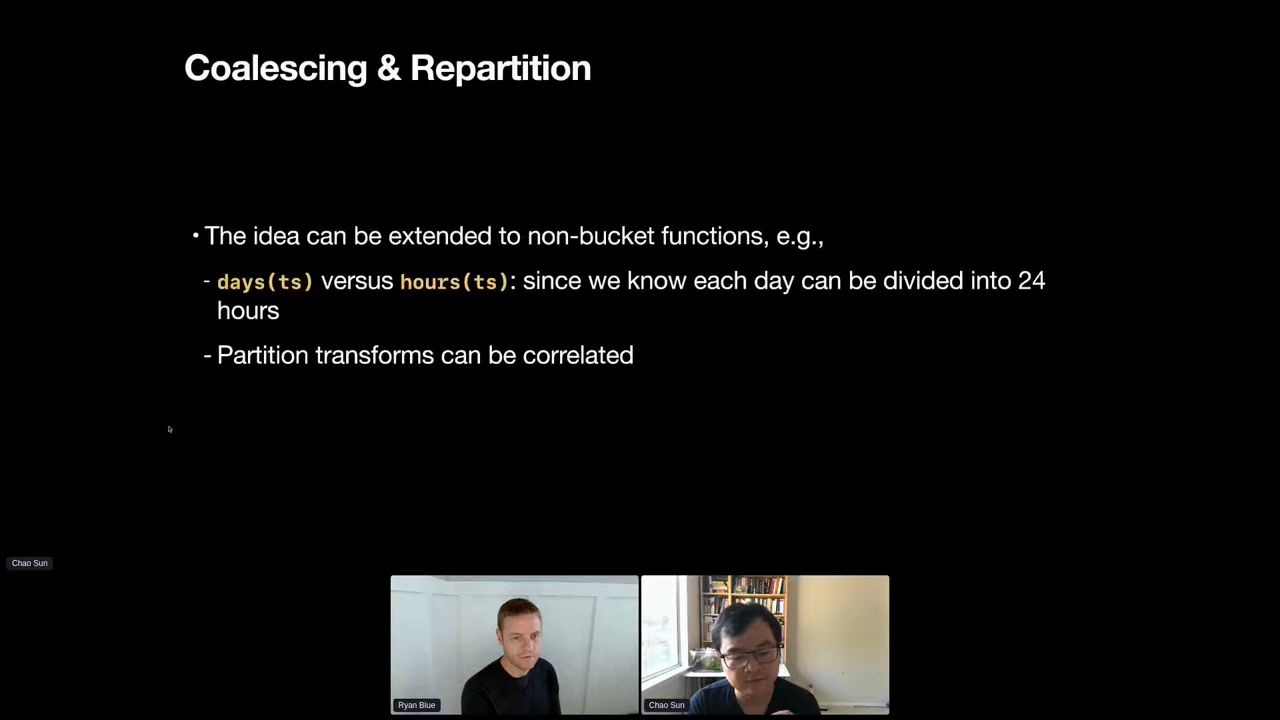 Coalescing & Repartition
• The idea can be extended to non-bucket functions, e.g.,
- days(ts) versus hours(ts): since we know each day can be divided into 24
hours
- Partition transforms can be correlated
Chao Sun
Ryan Blue
Chao Sun